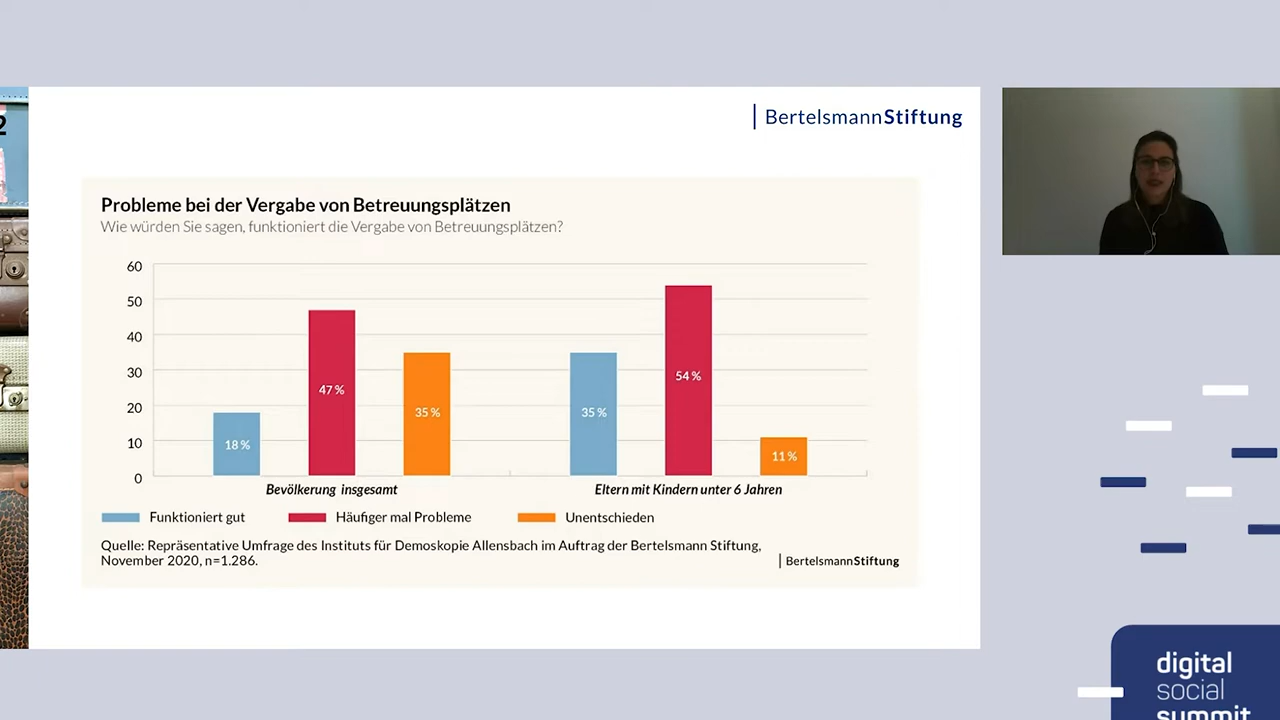 2
BertelsmannStiftung
Probleme bei der Vergabe von Betreuungsplätzen
Wie würden Sie sagen, funktioniert die Vergabe von Betreuungsplätzen?
60
50
40
30
20
10
0
18 %
47 %
35 %
35 %
54 %
11 %
Bevölkerung insgesamt
Eltern mit Kindern unter 6 Jahren
Funktioniert gut
Häufiger mal Probleme
Unentschieden
Quelle: Repräsentative Umfrage des Instituts für Demoskopie Allensbach im Auftrag der Bertelsmann Stiftung,
November 2020, n=1.286.
BertelsmannStiftung
digital
social
summit